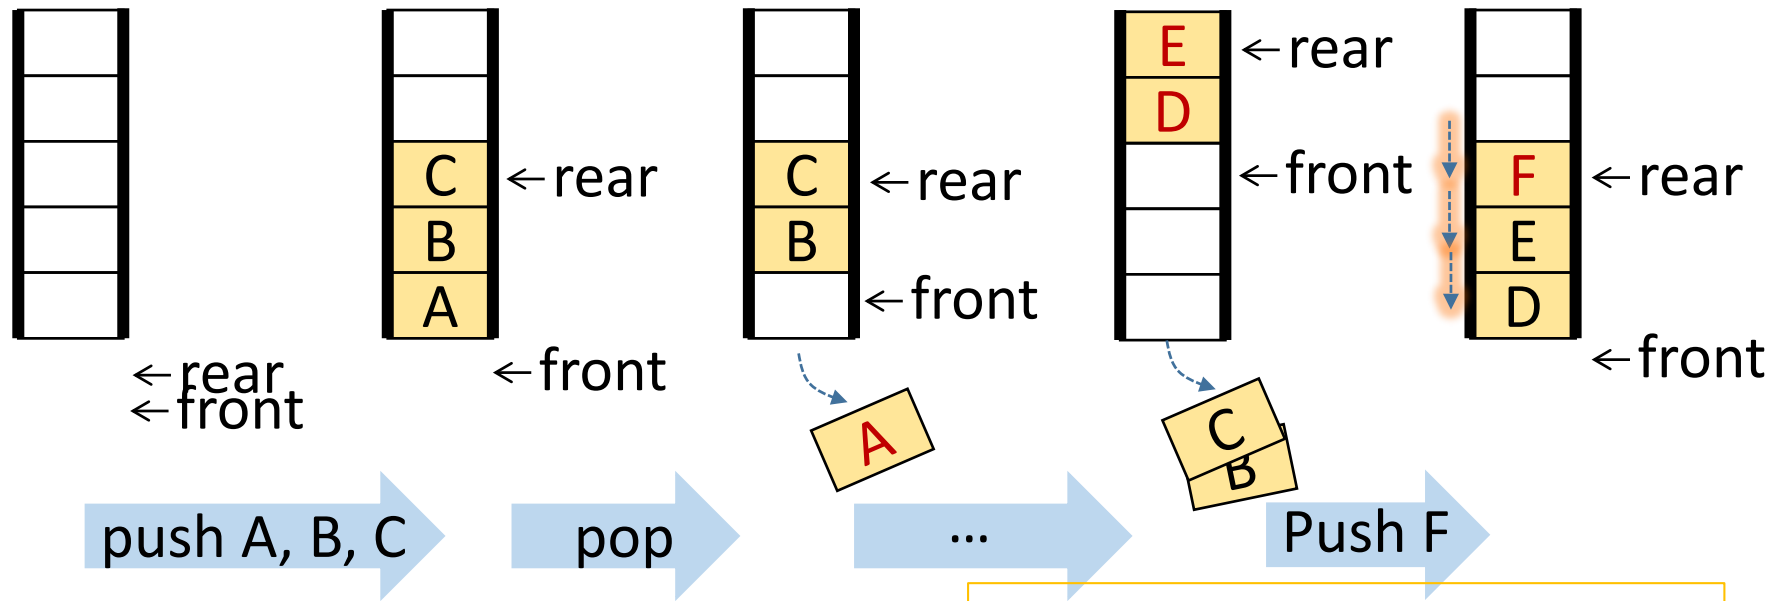 rear
front
push A, B, C
C
B
A
rear
front
pop
C
B
rear
front
A
...
E
D
rear
front
C
B
Push F
F
E
D
rear
front